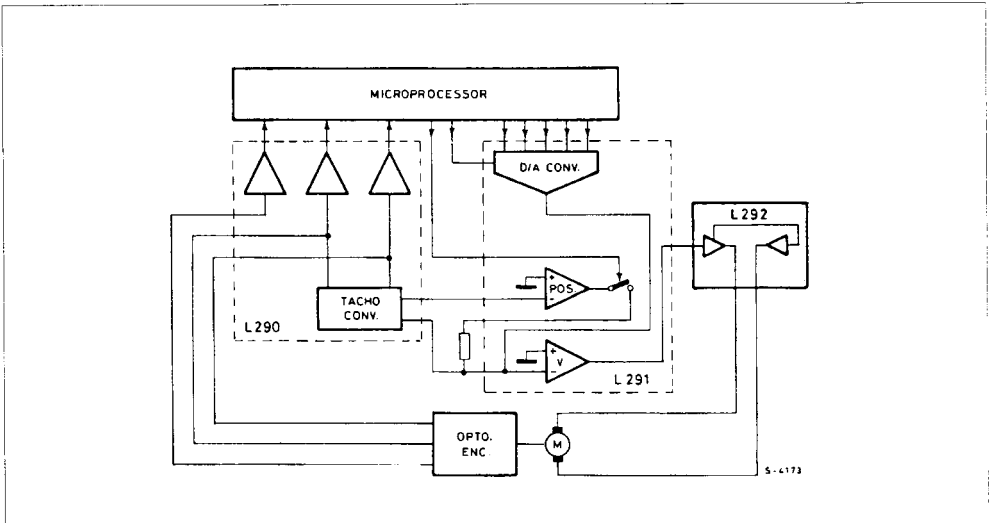 MICROPROCESSOR
D/A CONV.
L292
+
POS.
-
TACHO
CONV.
L290
+
V
-
L291
OPTO.
ENC.
M
S-4173